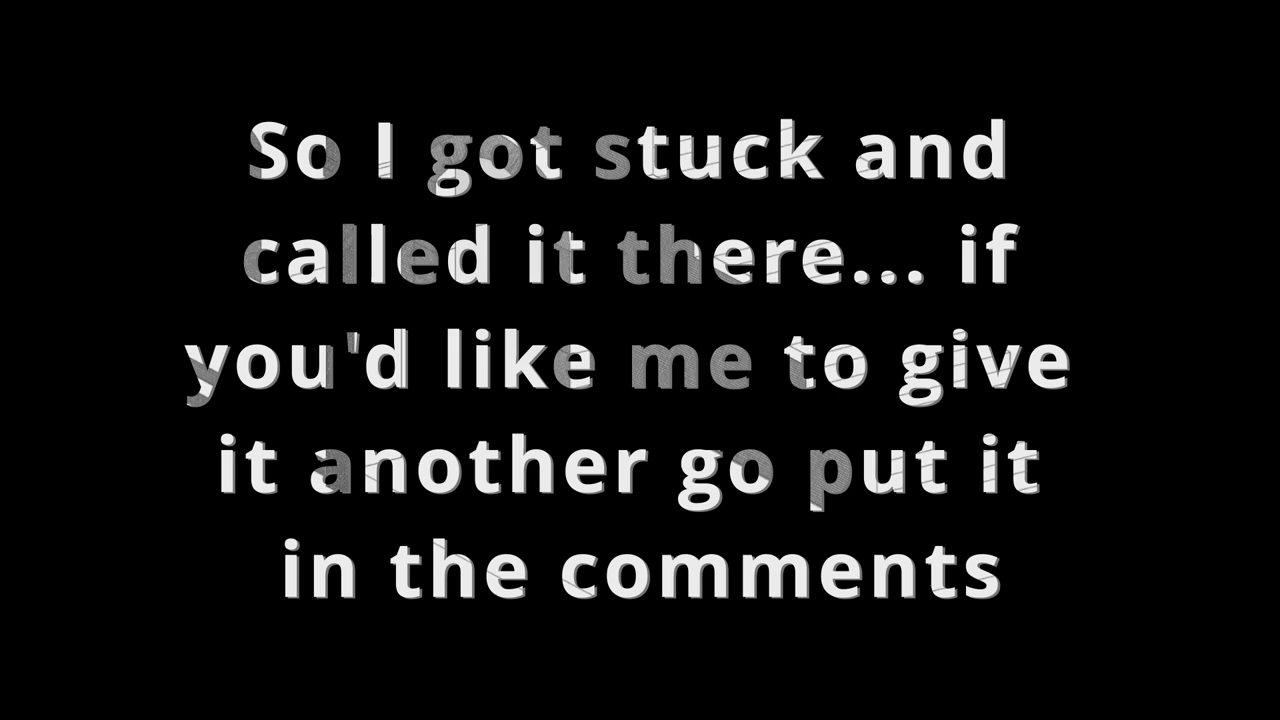 So I got stuck and
called it there... if
you'd like me to give
it another go put it
in the comments